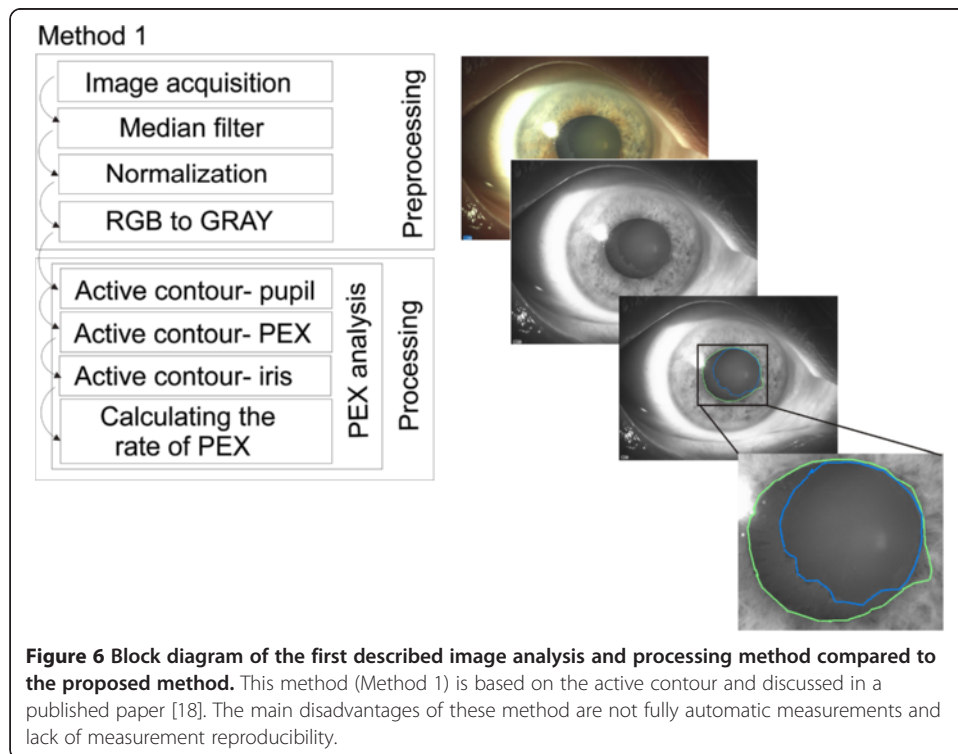 Method 1
Image acquisition
Median filter
Normalization
RGB to GRAY
Preprocessing
Active contour- pupil
Active contour- PEX
Active contour- iris
Calculating the
rate of PEX
PEX analysis
Processing
Figure 6 Block diagram of the first described image analysis and processing method compared to
the proposed method. This method (Method 1) is based on the active contour and discussed in a
published paper [18]. The main disadvantages of these method are not fully automatic measurements and
lack of measurement reproducibility.